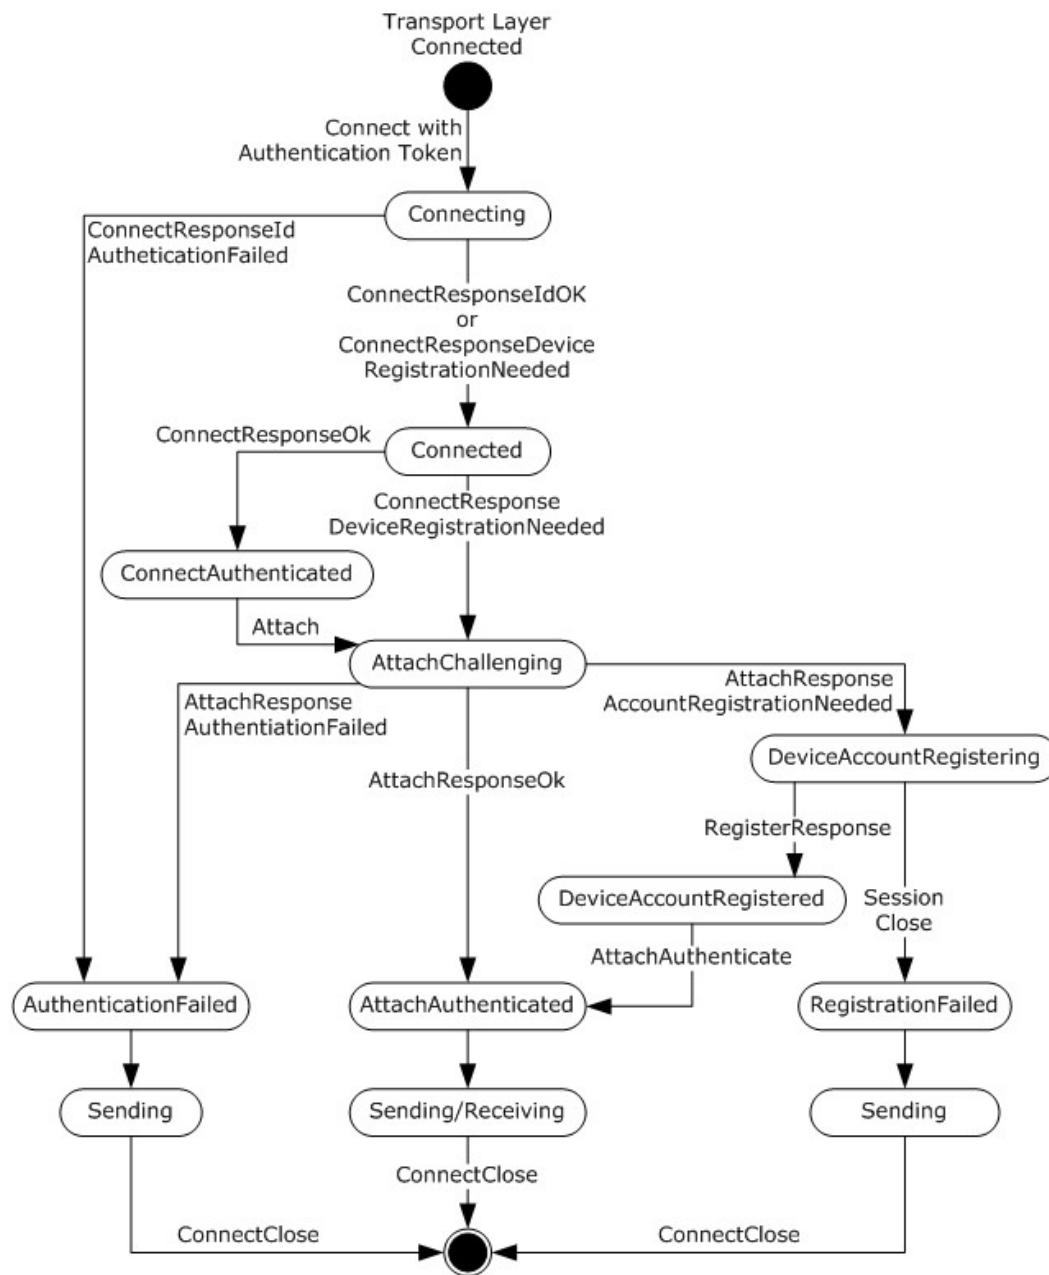 Transport Layer
Connected
Connect with
Authentication Token
Connecting
ConnectResponseId
AutheticationFailed
ConnectResponseIdOK
or
ConnectResponseDevice
RegistrationNeeded
ConnectResponseOk
Connected
ConnectResponse
DeviceRegistrationNeeded
ConnectAuthenticated
Attach
AttachChallenging
AttachResponse
AuthentiationFailed
AttachResponse
AccountRegistrationNeeded
DeviceAccountRegistering
AttachResponseOk
RegisterResponse
DeviceAccountRegistered
Session
Close
AttachAuthenticate
AuthenticationFailed
AttachAuthenticated
RegistrationFailed
Sending
Sending/Receiving
Sending
ConnectClose
ConnectClose
ConnectClose